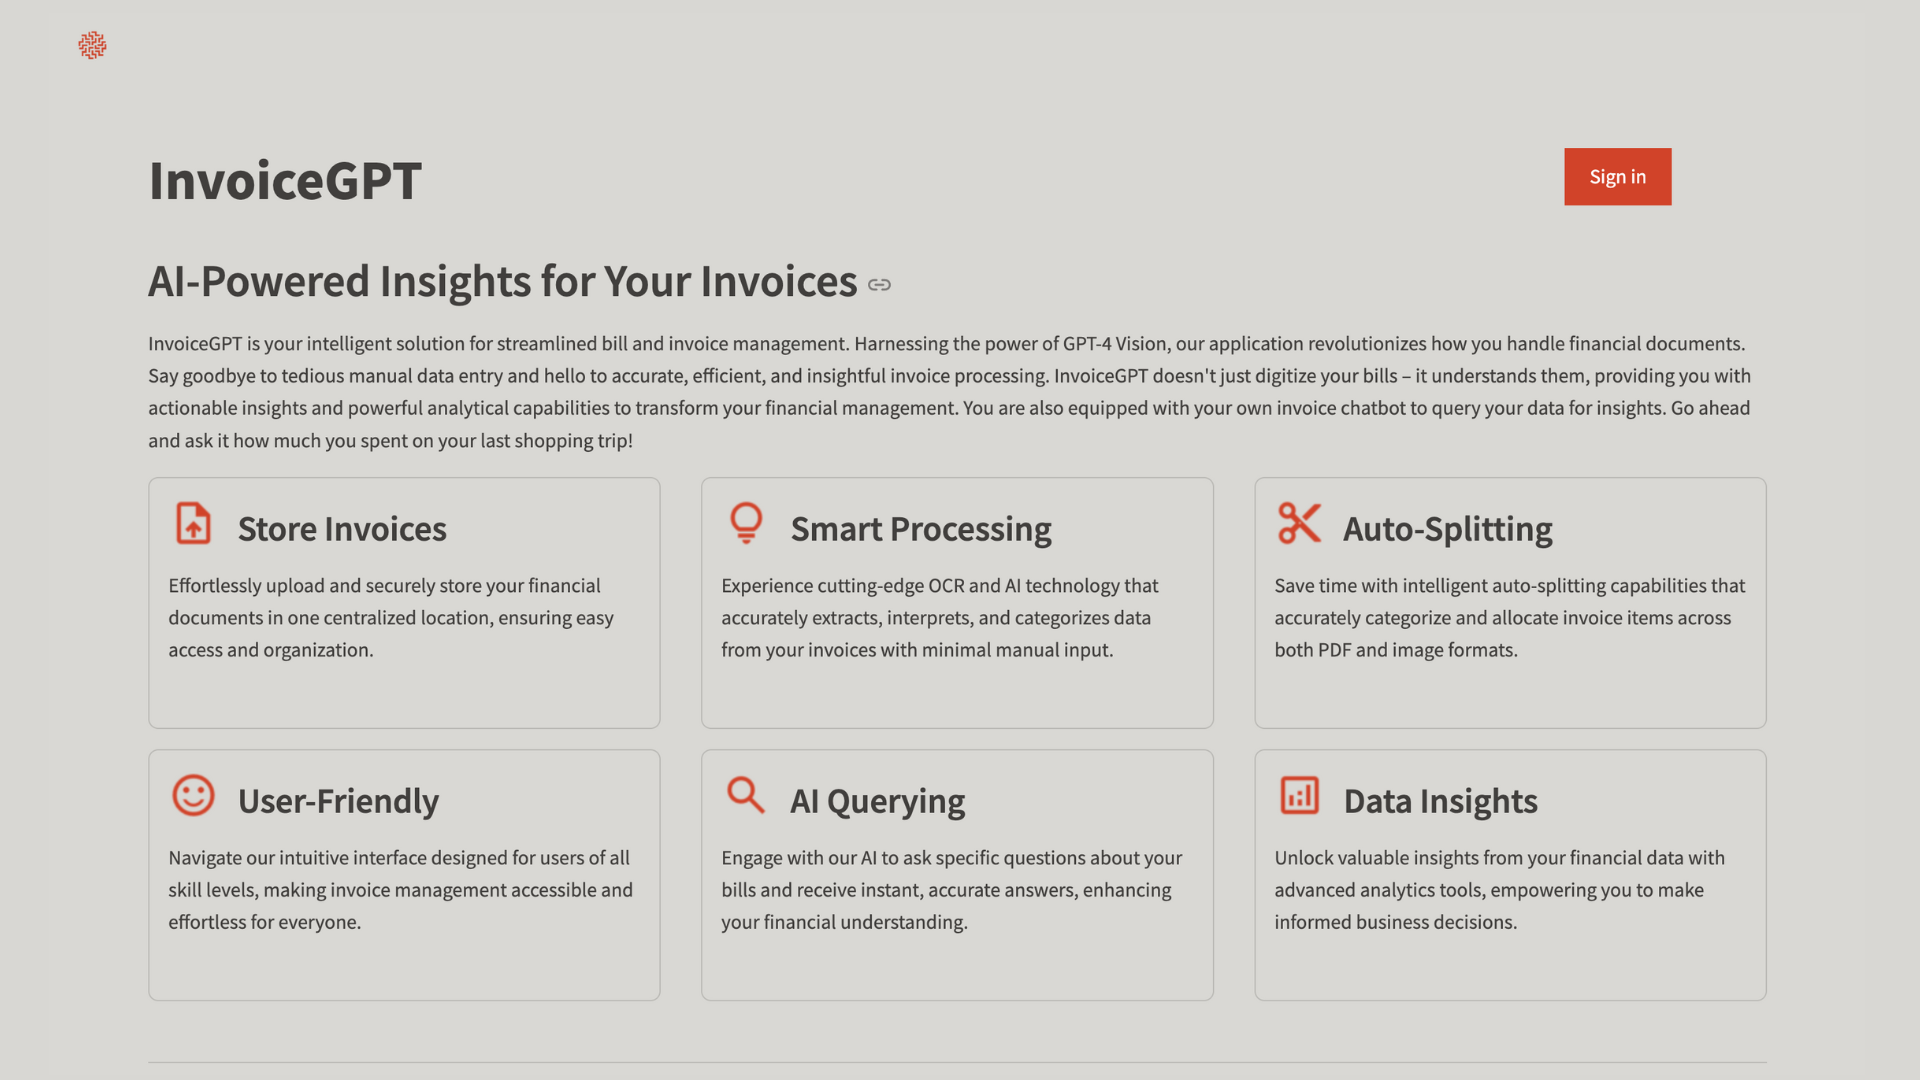 InvoiceGPT
Sign in
AI-Powered Insights for Your Invoices
InvoiceGPT is your intelligent solution for streamlined bill and invoice management. Harnessing the power of GPT-4 Vision, our application revolutionizes how you handle financial documents.
Say goodbye to tedious manual data entry and hello to accurate, efficient, and insightful invoice processing. InvoiceGPT doesn't just digitize your bills – it understands them, providing you with
actionable insights and powerful analytical capabilities to transform your financial management. You are also equipped with your own invoice chatbot to query your data for insights. Go ahead
and ask it how much you spent on your last shopping trip!
Store Invoices
Effortlessly upload and securely store your financial
documents in one centralized location, ensuring easy
access and organization.
Smart Processing
Experience cutting-edge OCR and AI technology that
accurately extracts, interprets, and categorizes data
from your invoices with minimal manual input.
Auto-Splitting
Save time with intelligent auto-splitting capabilities that
accurately categorize and allocate invoice items across
both PDF and image formats.
User-Friendly
Navigate our intuitive interface designed for users of all
skill levels, making invoice management accessible and
effortless for everyone.
AI Querying
Engage with our AI to ask specific questions about your
bills and receive instant, accurate answers, enhancing
your financial understanding.
Data Insights
Unlock valuable insights from your financial data with
advanced analytics tools, empowering you to make
informed business decisions.